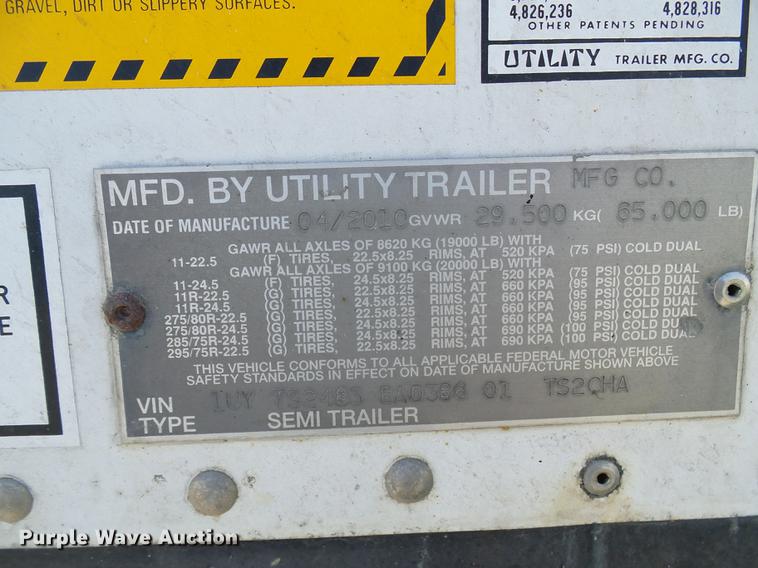 GRAVEL, DIRT OR SLIPPERY SURFACES.
4,826,236 4,828,316
OTHER PATENTS PENDING
UTILITY TRAILER MFG. CO.
MFD. BY UTILITY TRAILER MFG CO.
DATE OF MANUFACTURE 04/2010 GVWR 29.500 KG( 65.000 LB)
GAWR ALL AXLES OF 8620 KG (19000 LB) WITH
11-22.5 (F) TIRES, 22.5x8.25 RIMS, AT 520 KPA (75 PSI) COLD DUAL
GAWR ALL AXLES OF 9100 KG (20000 LB) WITH
11-24.5 (F) TIRES, 24.5x8.25 RIMS, AT 520 KPA (75 PSI) COLD DUAL
11R-22.5 (G) TIRES, 22.5x8.25 RIMS, AT 660 KPA (95 PSI) COLD DUAL
11R-24.5 (G) TIRES, 24.5x8.25 RIMS, AT 660 KPA (95 PSI) COLD DUAL
275/80R-22.5 (G) TIRES, 22.5x8.25 RIMS, AT 660 KPA (95 PSI) COLD DUAL
275/80R-24.5 (G) TIRES, 24.5x8.25 RIMS, AT 660 KPA (95 PSI) COLD DUAL
285/75R-24.5 (G) TIRES, 24.5x8.25 RIMS, AT 690 KPA (100 PSI) COLD DUAL
295/75R-22.5 (G) TIRES, 22.5x8.25 RIMS, AT 690 KPA (100 PSI) COLD DUAL
THIS VEHICLE CONFORMS TO ALL APPLICABLE FEDERAL MOTOR VEHICLE
SAFETY STANDARDS IN EFFECT ON DATE OF MANUFACTURE SHOWN ABOVE
VIN 01 TS2CHA
TYPE SEMI TRAILER
Purple Wave Auction